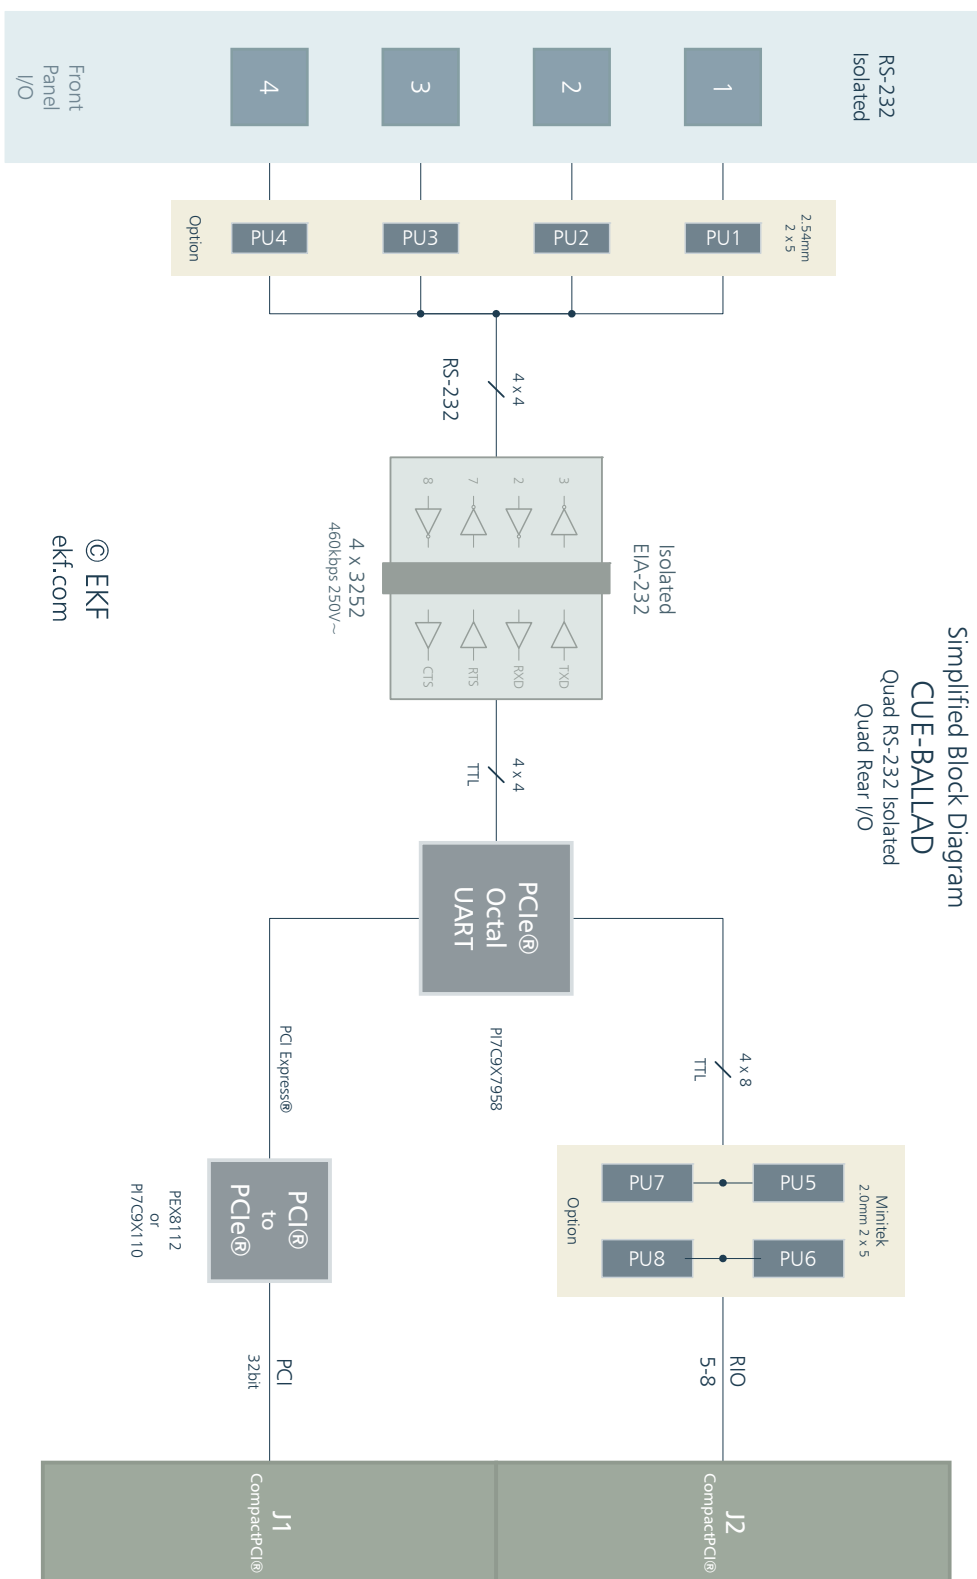 Simplified Block Diagram
CUE-BALLAD
Quad RS-232 Isolated
Quad Rear I/O
RS-232
Isolated
1
2
3
4
Front
Panel
I/O
2.54mm
2 x 5
PU1
PU2
PU3
PU4
Option
4 x 4
RS-232
Isolated
EIA-232
3
2
7
8
TXD
RXD
RTS
CTS
4 x 3252
460kbps 250V~
4 x 4
TTL
PCIe®
Octal
UART
PI7C9X7958
4 x 8
TTL
Minitek
2.0mm 2 x 5
PU5
PU6
PU7
PU8
Option
RIO
5-8
J2
CompactPCI®
PCI Express®
PCI®
to
PCIe®
PEX8112
or
PI7C9X110
PCI
32bit
J1
CompactPCI®
© EKF
ekf.com